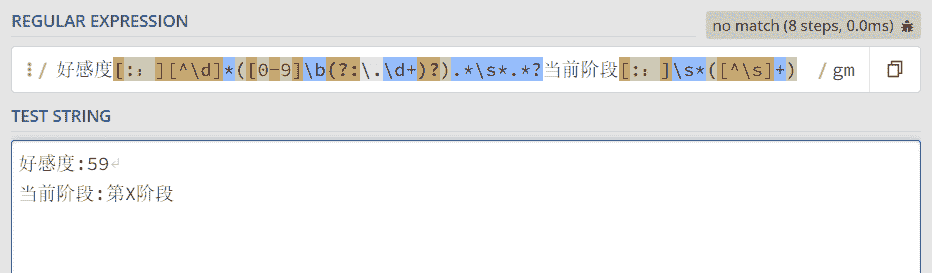 REGULAR EXPRESSION
no match (8 steps, 0.0ms)
/ 好感度[:：][^\d]*([0-9]\b(?:\.\d+)?).*\s*.*?当前阶段[:：]\s*([^\s]+) / gm
TEST STRING
好感度:59
当前阶段:第X阶段